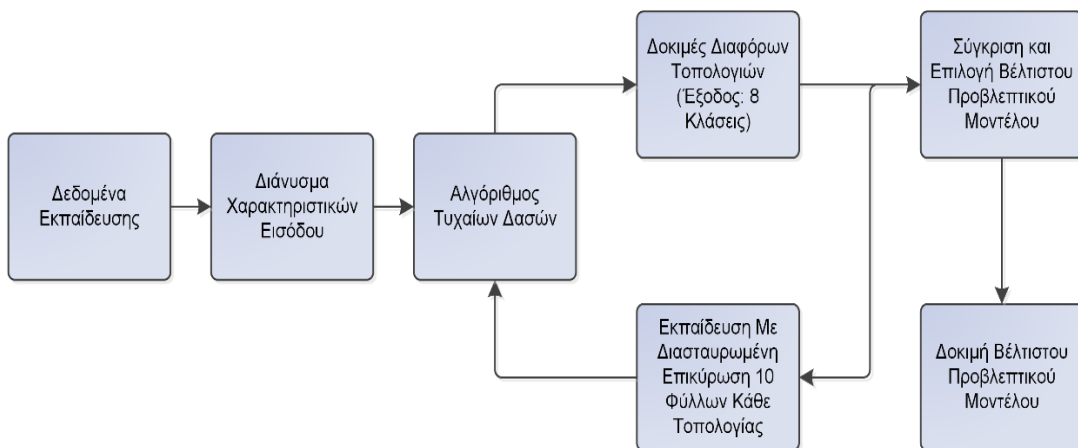 Δεδομένα
Εκπαίδευσης
Διάνυσμα
Χαρακτηριστικών
Εισόδου
Αλγόριθμος
Τυχαίων Δασών
Δοκιμές Διαφόρων
Τοπολογιών
(Έξοδος: 8
Κλάσεις)
Εκπαίδευση Με
Διασταυρωμένη
Επικύρωση 10
Φύλλων Κάθε
Τοπολογίας
Σύγκριση και
Επιλογή Βέλτιστου
Προβλεπτικού
Μοντέλου
Δοκιμή Βέλτιστου
Προβλεπτικού
Μοντέλου